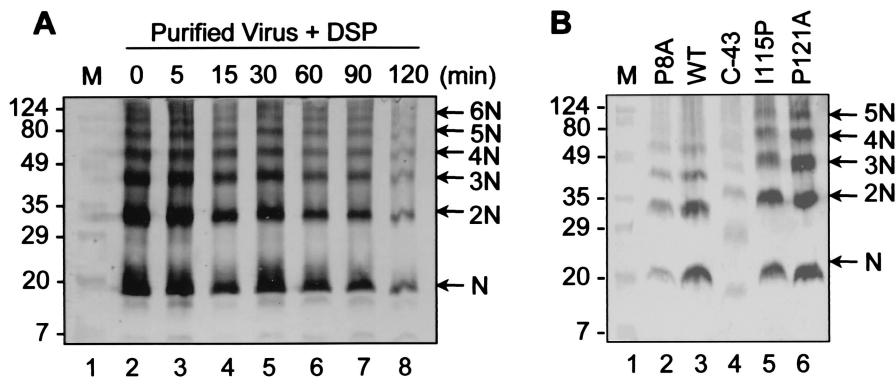 A
Purified Virus + DSP
M 0 5 15 30 60 90 120 (min)
124
80
49
35
29
20
7
6N
5N
4N
3N
2N
N
1 2 3 4 5 6 7 8
B
M P8A WT C-43 I115P P121A
124
80
49
35
29
20
7
5N
4N
3N
2N
N
1 2 3 4 5 6